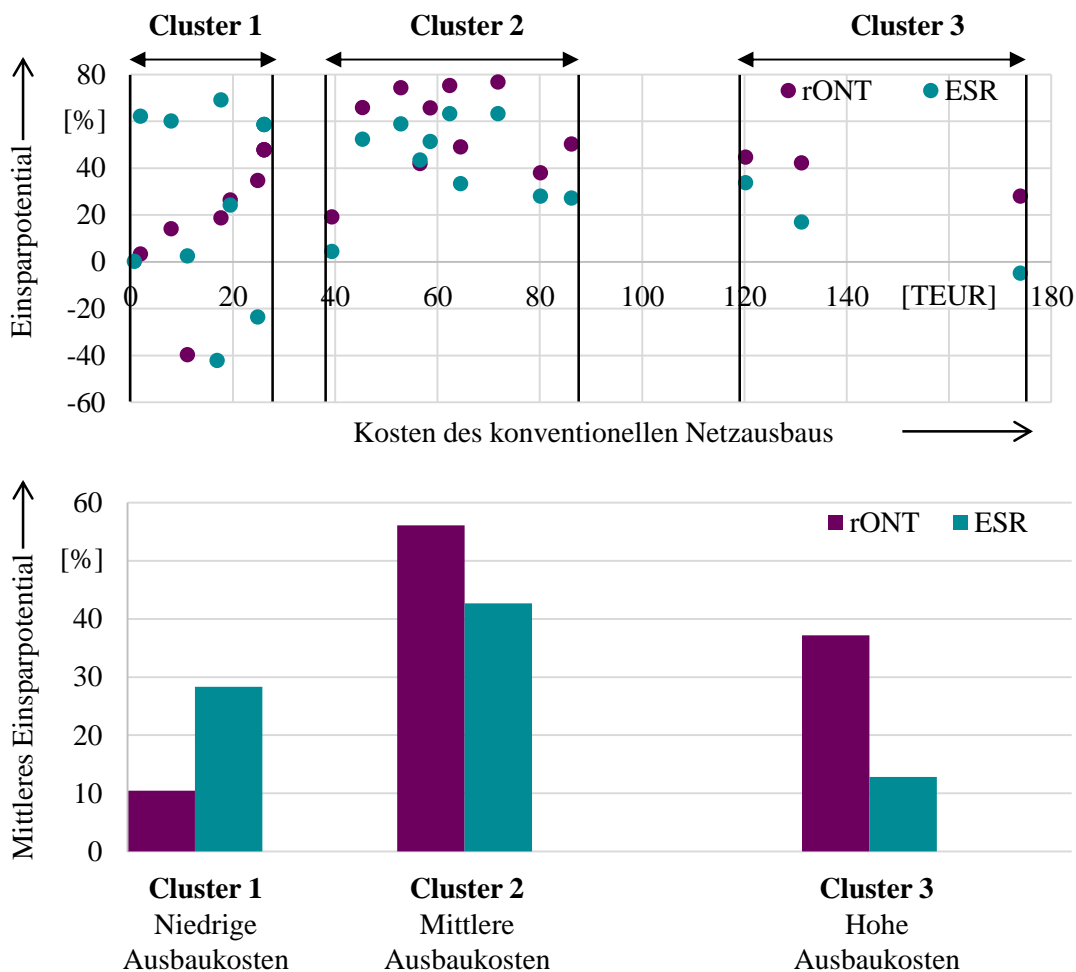 Cluster 1 Cluster 2 Cluster 3
Einsparpotential
80
[%]
40
20
0
-20
-40
-60
rONT ESR
0 20 40 60 80 100 120 140 [TEUR] 180
Kosten des konventionellen Netzausbaus
Mittleres Einsparpotential
60
[%]
40
30
20
10
0
rONT ESR
Cluster 1 Cluster 2 Cluster 3
Niedrige Mittlere Hohe
Ausbaukosten Ausbaukosten Ausbaukosten